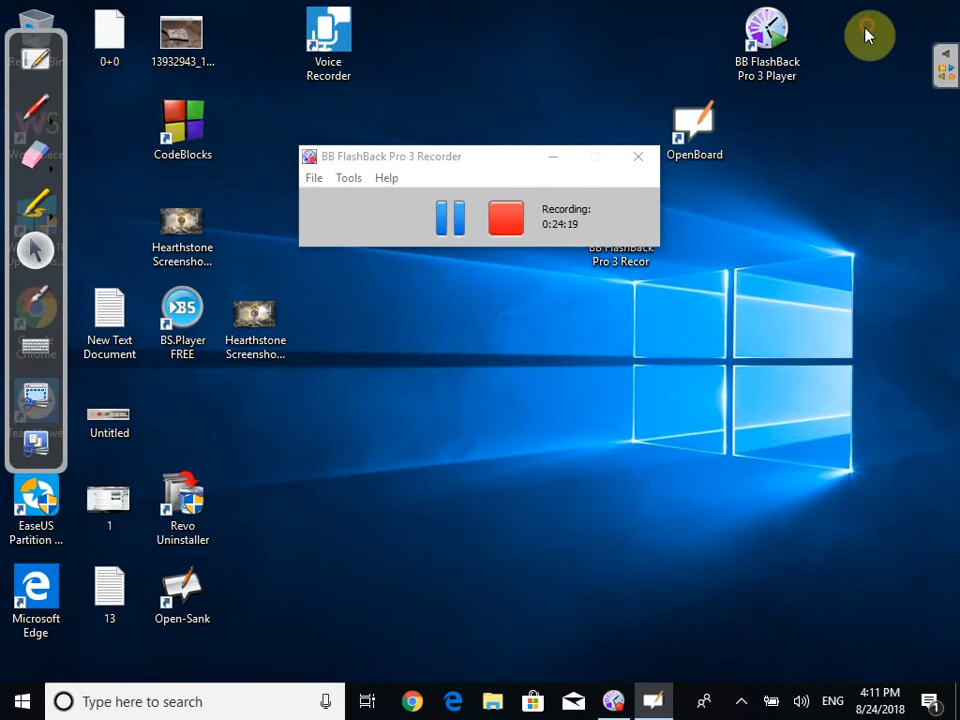 0+0
13932943_1...
Voice
Recorder
BB FlashBack
Pro 3 Player
CodeBlocks
OpenBoard
BB FlashBack Pro 3 Recorder
File Tools Help
Recording:
0:24:19
Hearthstone
Screensho...
BB FlashBack
Pro 3 Recor
New Text
Document
BS
BS.Player
FREE
Hearthstone
Screensho...
Untitled
EaseUS
Partition ...
1
Revo
Uninstaller
Microsoft
Edge
13
Open-Sank
Type here to search
ENG
4:11 PM
8/24/2018
1